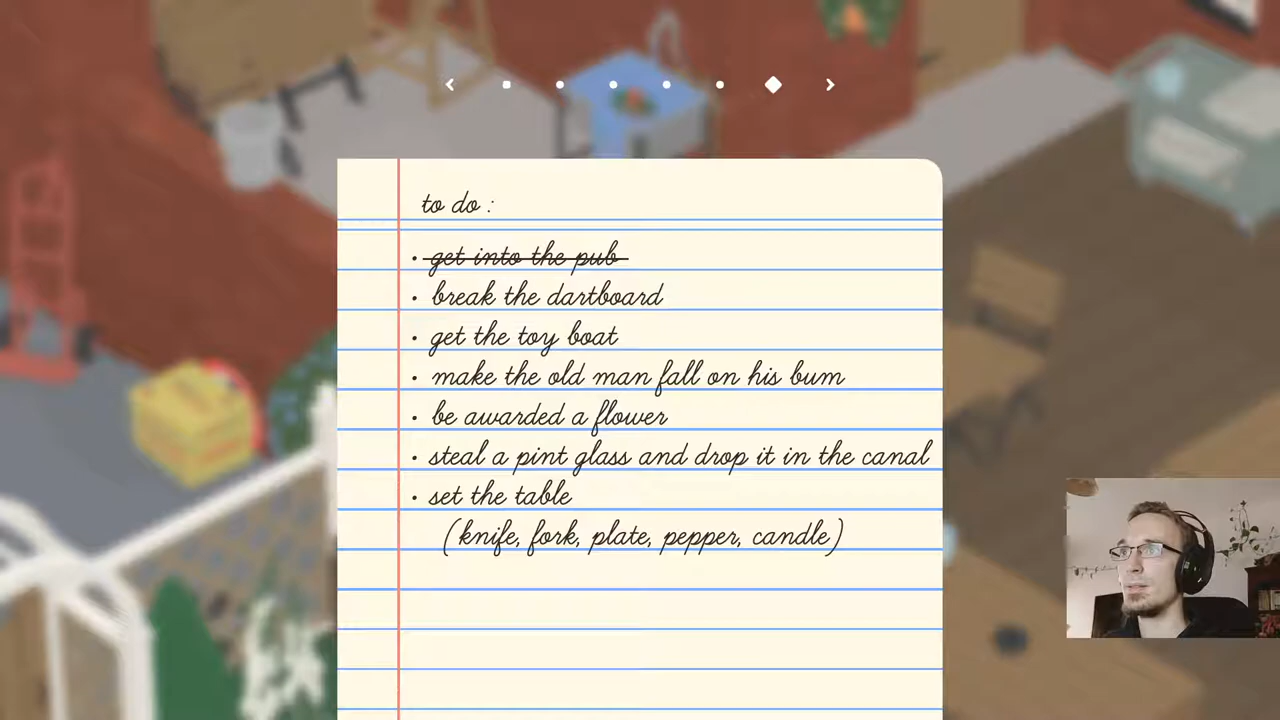 to do :
• get into the pub
• break the dartboard
• get the toy boat
• make the old man fall on his bum
• be awarded a flower
• steal a pint glass and drop it in the canal
• set the table
(knife, fork, plate, pepper, candle)